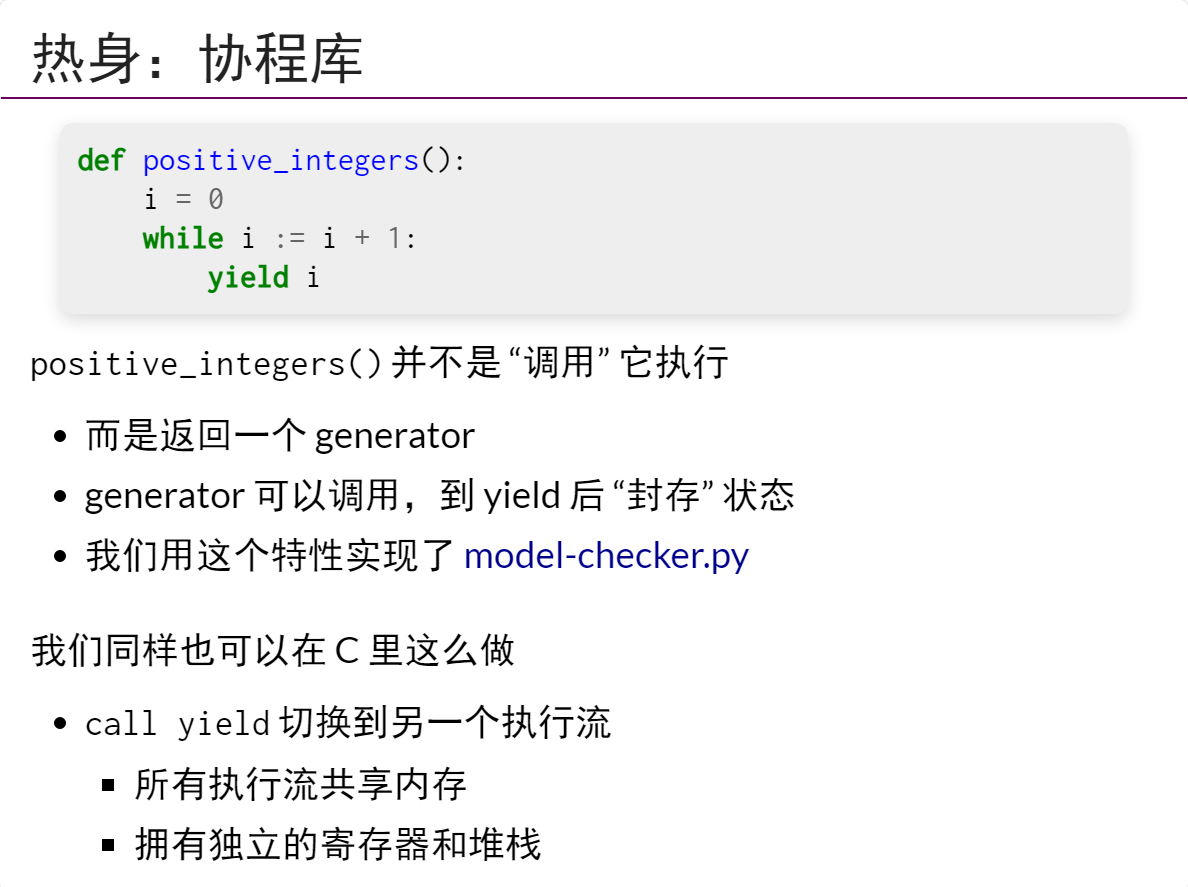 热身：协程库
def positive_integers():
    i = 0
    while i := i + 1:
        yield i
positive_integers() 并不是 “调用” 它执行
• 而是返回一个 generator
• generator 可以调用，到 yield 后 “封存” 状态
• 我们用这个特性实现了 model-checker.py
我们同样也可以在 C 里这么做
• call yield 切换到另一个执行流
▪ 所有执行流共享内存
▪ 拥有独立的寄存器和堆栈